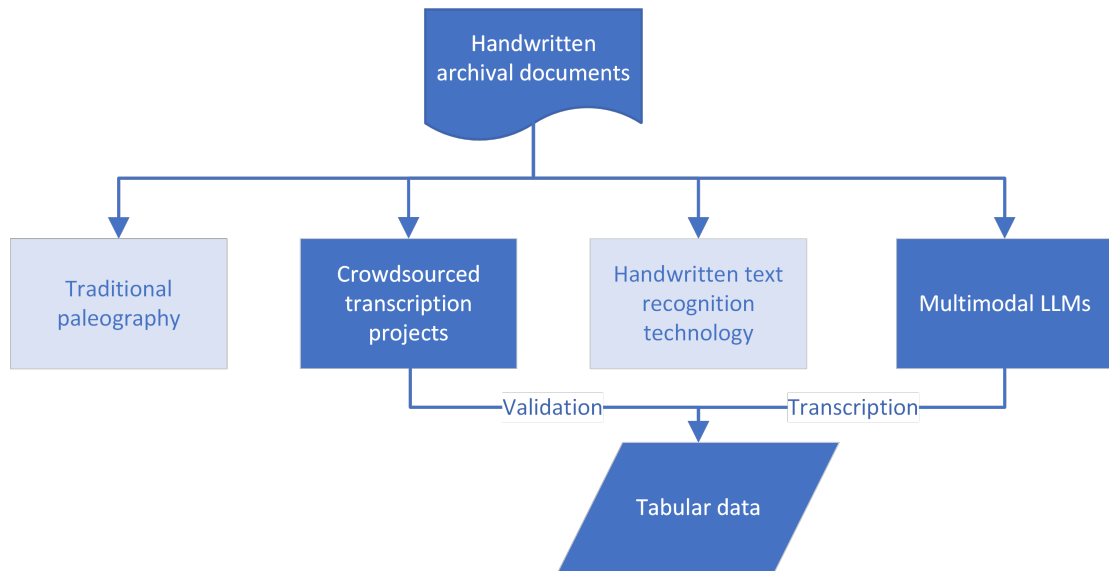 Handwritten
archival documents
Traditional
paleography
Crowdsourced
transcription
projects
Handwritten text
recognition
technology
Multimodal LLMs
Validation
Transcription
Tabular data